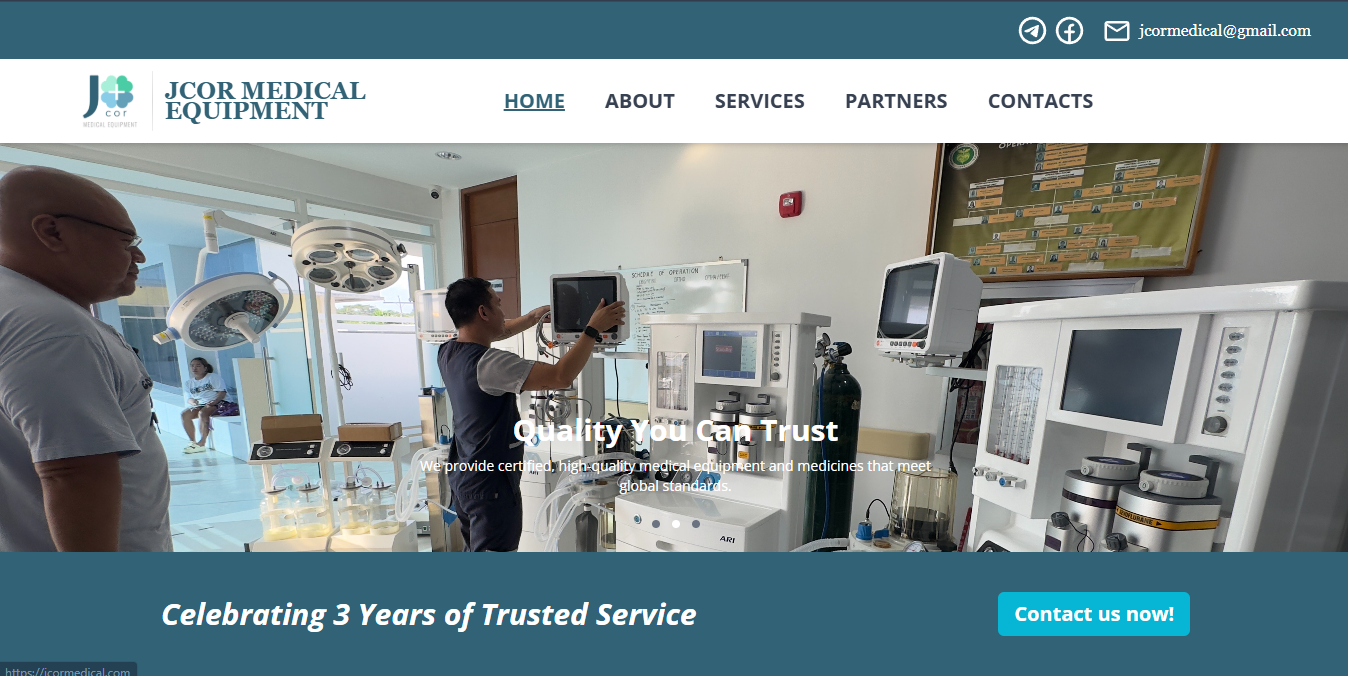 jcormedical@gmail.com
J
cor
MEDICAL EQUIPMENT
JCOR MEDICAL
EQUIPMENT
HOME ABOUT SERVICES PARTNERS CONTACTS
SCHEDULE OF OPERATION
Quality You Can Trust
We provide certified, high-quality medical equipment and medicines that meet
global standards.
ARI
Celebrating 3 Years of Trusted Service
Contact us now!
https://jcormedical.com